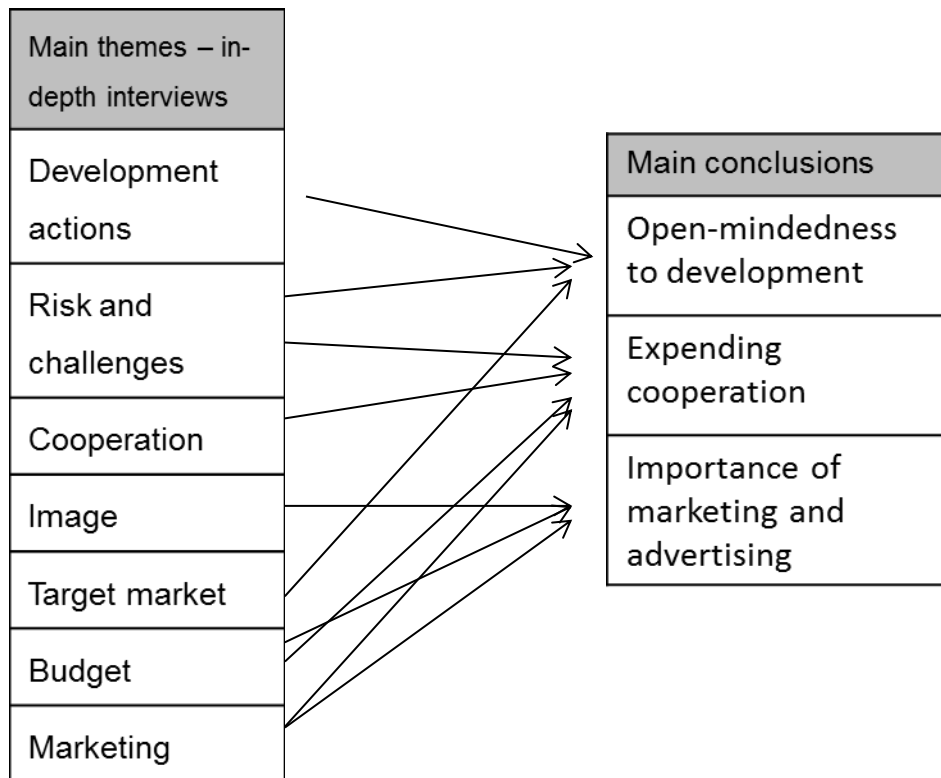 Main themes – in-
depth interviews
Development
actions
Risk and
challenges
Cooperation
Image
Target market
Budget
Marketing
Main conclusions
Open-mindedness
to development
Expending
cooperation
Importance of
marketing and
advertising